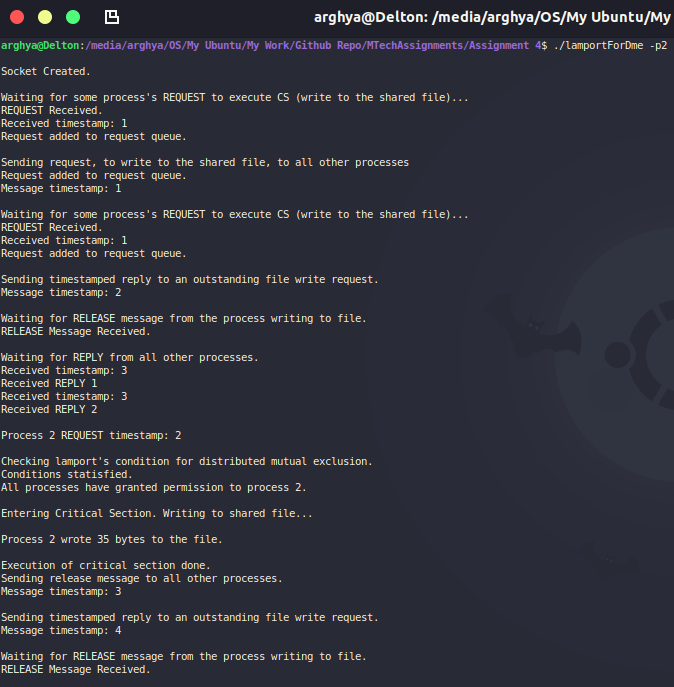 arghya@Delton: /media/arghya/OS/My Ubuntu/My
arghya@Delton:/media/arghya/OS/My Ubuntu/My Work/Github Repo/MTechAssignments/Assignment 4$ ./lamportForDme -p2
Socket Created.
Waiting for some process's REQUEST to execute CS (write to the shared file)...
REQUEST Received.
Received timestamp: 1
Request added to request queue.
Sending request, to write to the shared file, to all other processes
Request added to request queue.
Message timestamp: 1
Waiting for some process's REQUEST to execute CS (write to the shared file)...
REQUEST Received.
Received timestamp: 1
Request added to request queue.
Sending timestamped reply to an outstanding file write request.
Message timestamp: 2
Waiting for RELEASE message from the process writing to file.
RELEASE Message Received.
Waiting for REPLY from all other processes.
Received timestamp: 3
Received REPLY 1
Received timestamp: 3
Received REPLY 2
Process 2 REQUEST timestamp: 2
Checking lamport's condition for distributed mutual exclusion.
Conditions statisfied.
All processes have granted permission to process 2.
Entering Critical Section. Writing to shared file...
Process 2 wrote 35 bytes to the file.
Execution of critical section done.
Sending release message to all other processes.
Message timestamp: 3
Sending timestamped reply to an outstanding file write request.
Message timestamp: 4
Waiting for RELEASE message from the process writing to file.
RELEASE Message Received.